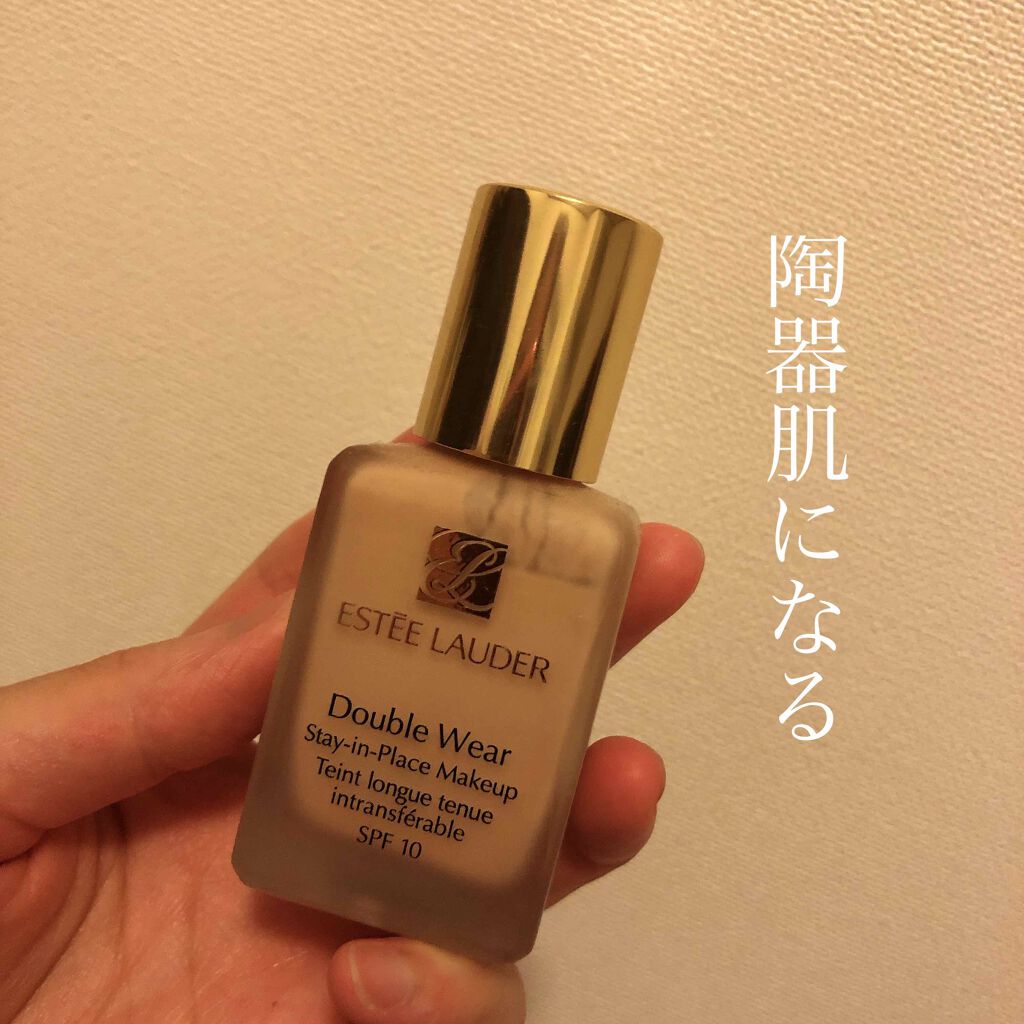 陶器肌になる
ESTĒE LAUDER
Double Wear
Stay-in-Place Makeup
Teint longue tenue
intransférable
SPF 10